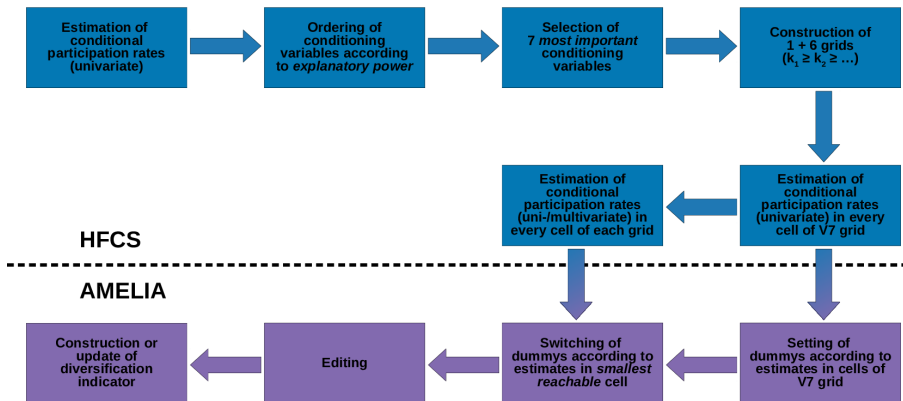 Estimation of
conditional
participation rates
(univariate)
Ordering of
conditioning
variables according
to explanatory power
Selection of
7 most important
conditioning
variables
Construction of
1 + 6 grids
(k₁ ≥ k₂ ≥ ...)
Estimation of
conditional
participation rates
(uni-/multivariate) in
every cell of each grid
Estimation of
conditional
participation rates
(univariate) in every
cell of V7 grid
HFCS
AMELIA
Construction or
update of
diversification
indicator
Editing
Switching of
dummys according to
estimates in smallest
reachable cell
Setting of
dummys according to
estimates in cells of
V7 grid